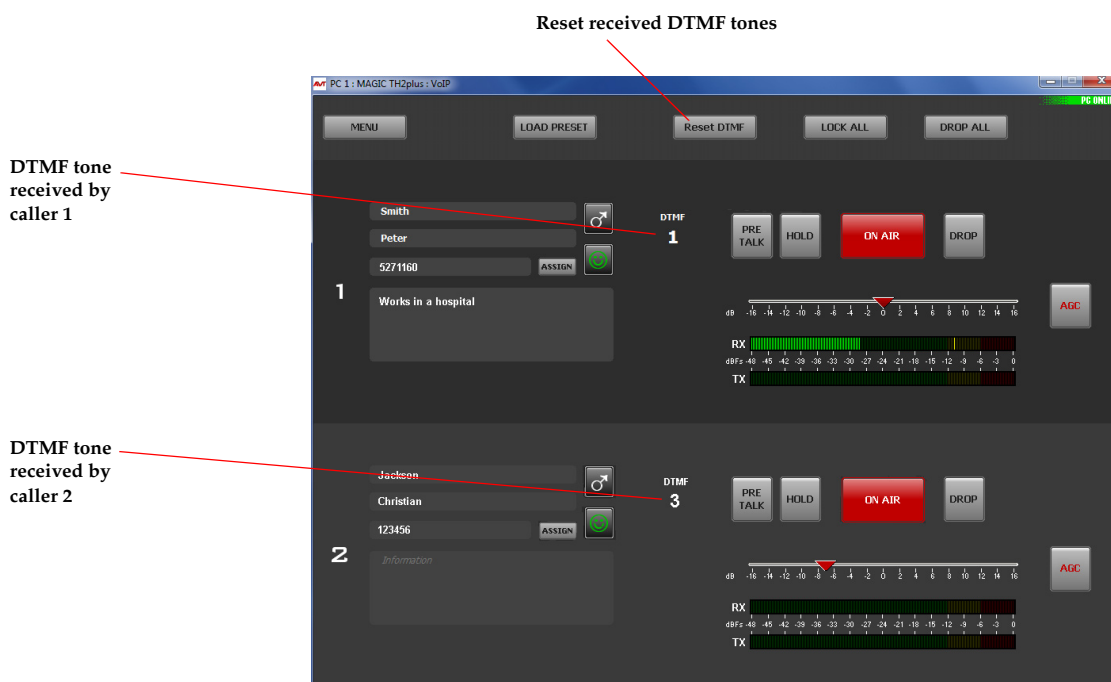 Reset received DTMF tones
PC 1 : MAGIC TH2plus : VoIP
PC ONLI
MENU
LOAD PRESET
Reset DTMF
LOCK ALL
DROP ALL
DTMF tone
received by
caller 1
Smith
Peter
5271160
ASSIGN
1
Works in a hospital
DTMF
1
PRE
TALK
HOLD
ON AIR
DROP
dB -16 -14 -12 -10 -8 -6 -4 -2 0 2 4 6 8 10 12 14 16
AGC
RX
dBFs -48 -45 -42 -39 -36 -33 -30 -27 -24 -21 -18 -15 -12 -9 -6 -3 0
TX
DTMF tone
received by
caller 2
Jackson
Christian
123456
ASSIGN
2
Information
DTMF
3
PRE
TALK
HOLD
ON AIR
DROP
dB -16 -14 -12 -10 -8 -6 -4 -2 0 2 4 6 8 10 12 14 16
AGC
RX
dBFs -48 -45 -42 -39 -36 -33 -30 -27 -24 -21 -18 -15 -12 -9 -6 -3 0
TX